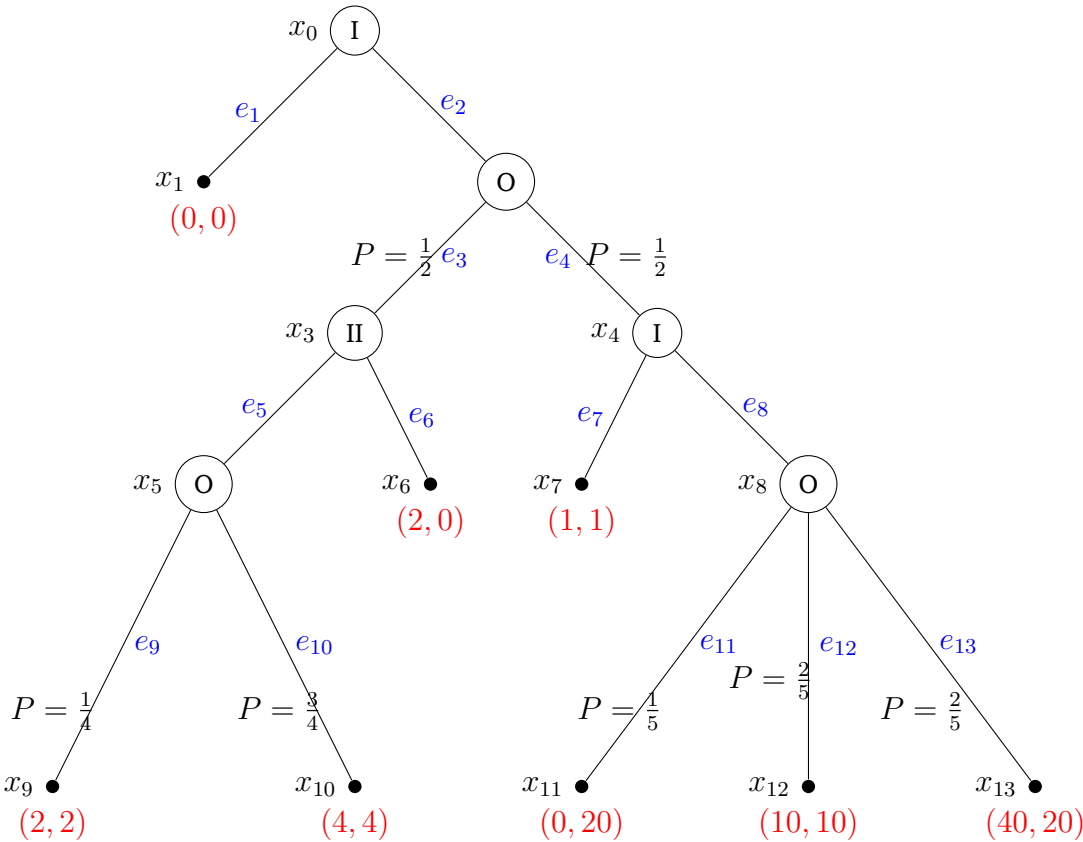 x₀ I
e₁ e₂
x₁ O
(0, 0)
P = 1/2 e₃ e₄ P = 1/2
x₃ II x₄ I
e₅ e₆ e₇ e₈
x₅ O x₆ x₇ x₈ O
(2, 0) (1, 1)
e₉ e₁₀ e₁₁ e₁₂ e₁₃
P = 1/4 P = 3/4 P = 1/5 P = 2/5 P = 2/5
x₉ x₁₀ x₁₁ x₁₂ x₁₃
(2, 2) (4, 4) (0, 20) (10, 10) (40, 20)